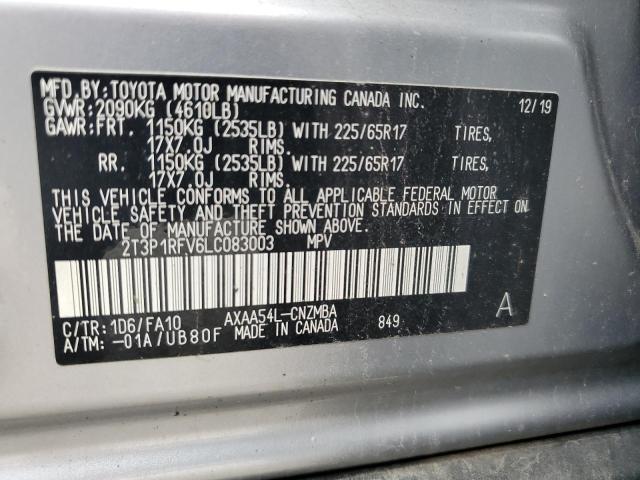 MFD.BY:TOYOTA MOTOR MANUFACTURING CANADA INC. 12/19
GVWR:2090KG (4610LB)
GAWR:FRT. 1150KG (2535LB) WITH 225/65R17 TIRES,
17X7.0J RIMS.
RR. 1150KG (2535LB) WITH 225/65R17 TIRES,
17X7.0J RIMS.
THIS VEHICLE CONFORMS TO ALL APPLICABLE FEDERAL MOTOR
VEHICLE SAFETY AND THEFT PREVENTION STANDARDS IN EFFECT ON
THE DATE OF MANUFACTURE SHOWN ABOVE.
2T3P1RFV6LC083003 MPV
C/TR:1D6/FA10 AXAA54L-CNZMBA 849 A
A/TM:-01A/UB80F MADE IN CANADA